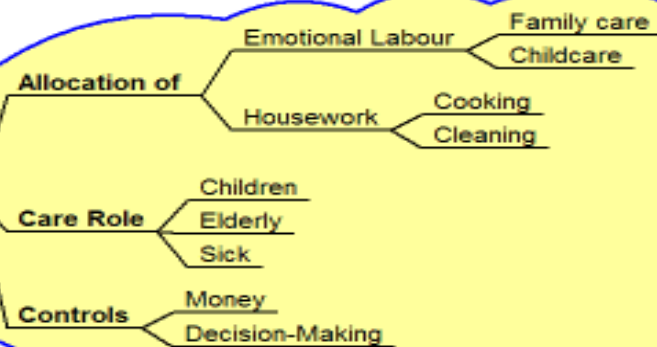 Allocation of
Emotional Labour
Family care
Childcare
Housework
Cooking
Cleaning
Care Role
Children
Elderly
Sick
Controls
Money
Decision-Making